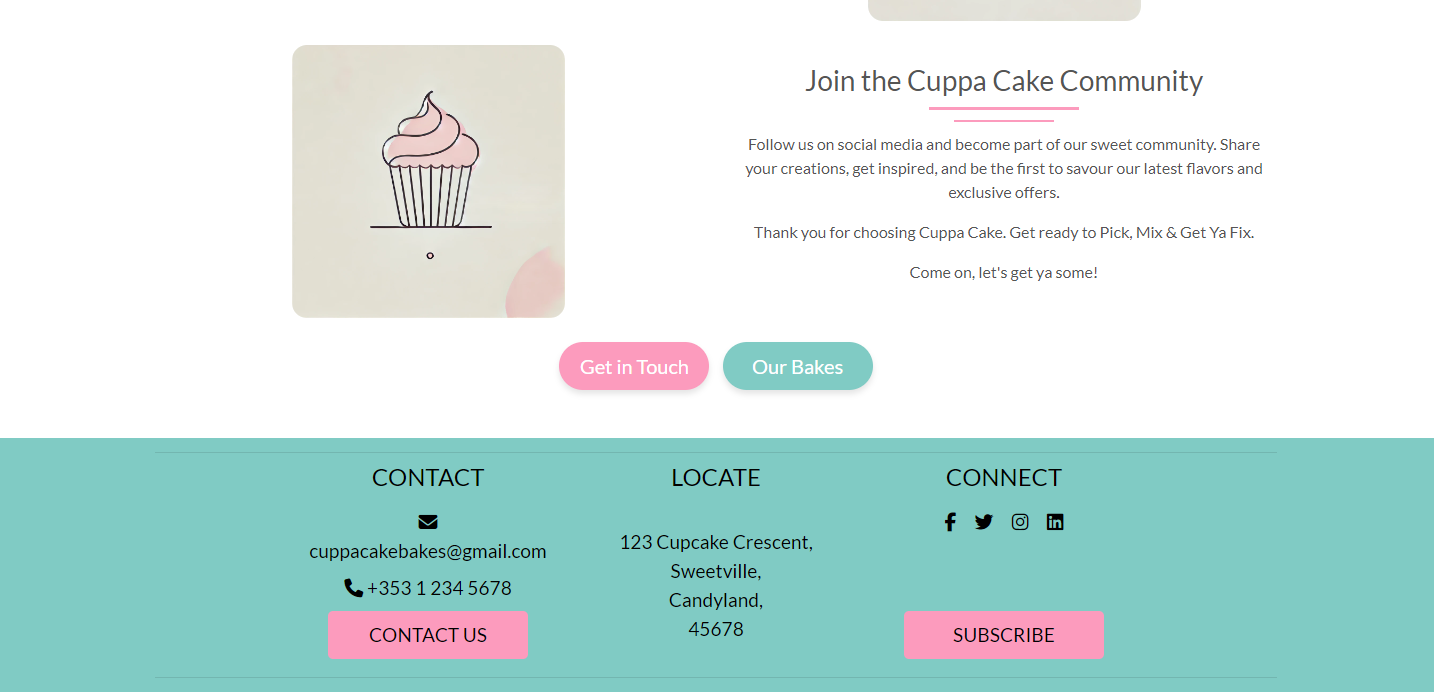 Join the Cuppa Cake Community
Follow us on social media and become part of our sweet community. Share
your creations, get inspired, and be the first to savour our latest flavors and
exclusive offers.
Thank you for choosing Cuppa Cake. Get ready to Pick, Mix & Get Ya Fix.
Come on, let's get ya some!
Get in Touch
Our Bakes
CONTACT
cuppacakebakes@gmail.com
+353 1 234 5678
CONTACT US
LOCATE
123 Cupcake Crescent,
Sweetville,
Candyland,
45678
CONNECT
SUBSCRIBE